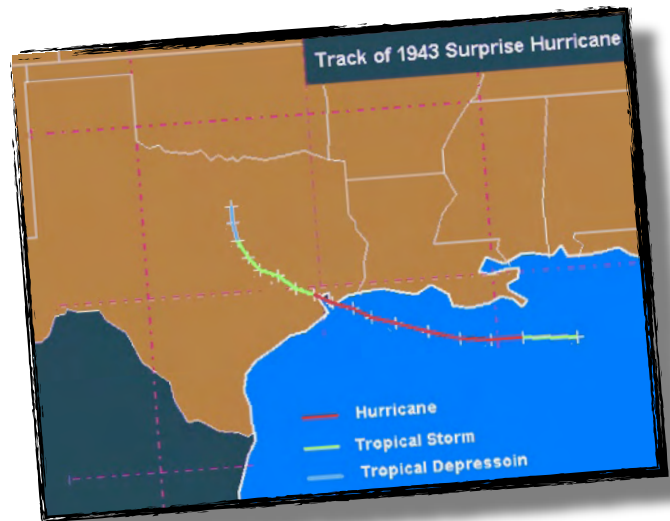 Track of 1943 Surprise Hurricane
Hurricane
Tropical Storm
Tropical Depressoin